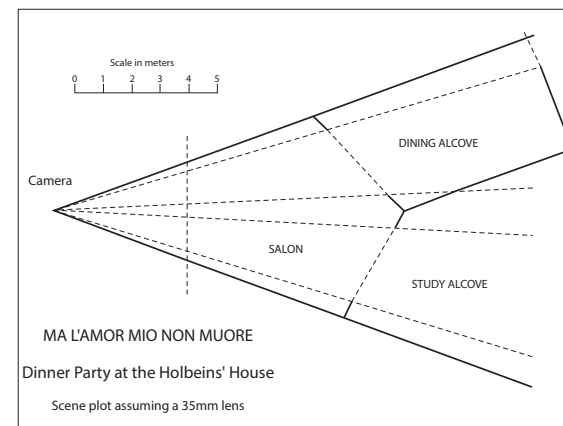 Scale in meters
0 1 2 3 4 5
DINING ALCOVE
Camera
SALON
STUDY ALCOVE
MA L'AMOR MIO NON MUORE
Dinner Party at the Holbeins' House
Scene plot assuming a 35mm lens